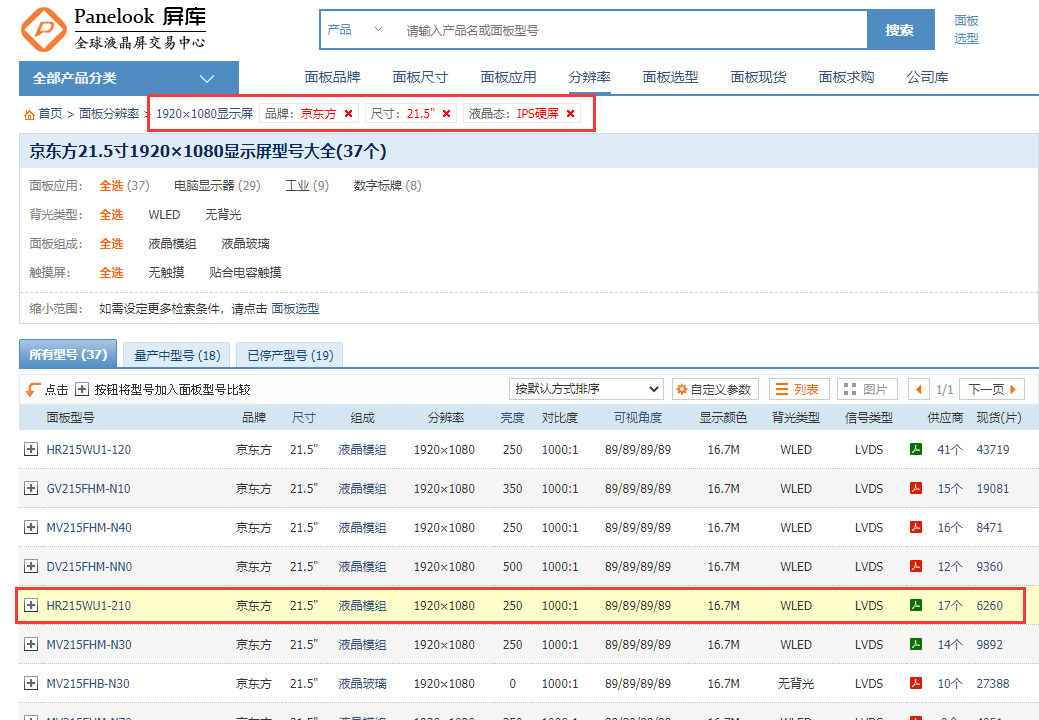 Panelook 屏库
全球液晶屏交易中心
产品 请输入产品名或面板型号 搜索 面板选型
全部产品分类 面板品牌 面板尺寸 面板应用 分辨率 面板选型 面板现货 面板求购 公司库
首页 > 面板分辨率 > 1920×1080显示屏 品牌: 京东方 × 尺寸: 21.5" × 液晶态: IPS硬屏 ×
京东方21.5寸1920×1080显示屏型号大全(37个)
面板应用: 全选 (37) 电脑显示器 (29) 工业 (9) 数字标牌 (8)
背光类型: 全选 WLED 无背光
面板组成: 全选 液晶模组 液晶玻璃
触摸屏: 全选 无触摸 贴合电容触摸
缩小范围: 如需设定更多检索条件，请点击 面板选型
所有型号 (37) 量产中型号 (18) 已停产型号 (19)
点击 + 按钮将型号加入面板型号比较 按默认方式排序 自定义参数 列表 图片 1/1 下一页
面板型号 品牌 尺寸 组成 分辨率 亮度 对比度 可视角度 显示颜色 背光类型 信号类型 供应商 现货(片)
HR215WU1-120 京东方 21.5" 液晶模组 1920×1080 250 1000:1 89/89/89/89 16.7M WLED LVDS 41个 43719
GV215FHM-N10 京东方 21.5" 液晶模组 1920×1080 350 1000:1 89/89/89/89 16.7M WLED LVDS 15个 19081
MV215FHM-N40 京东方 21.5" 液晶模组 1920×1080 250 1000:1 89/89/89/89 16.7M WLED LVDS 16个 8471
DV215FHM-NN0 京东方 21.5" 液晶模组 1920×1080 500 1000:1 89/89/89/89 16.7M WLED LVDS 12个 9360
HR215WU1-210 京东方 21.5" 液晶模组 1920×1080 250 1000:1 89/89/89/89 16.7M WLED LVDS 17个 6260
MV215FHM-N30 京东方 21.5" 液晶模组 1920×1080 250 1000:1 89/89/89/89 16.7M WLED LVDS 14个 9892
MV215FHB-N30 京东方 21.5" 液晶玻璃 1920×1080 0 1000:1 89/89/89/89 16.7M 无背光 LVDS 10个 27388